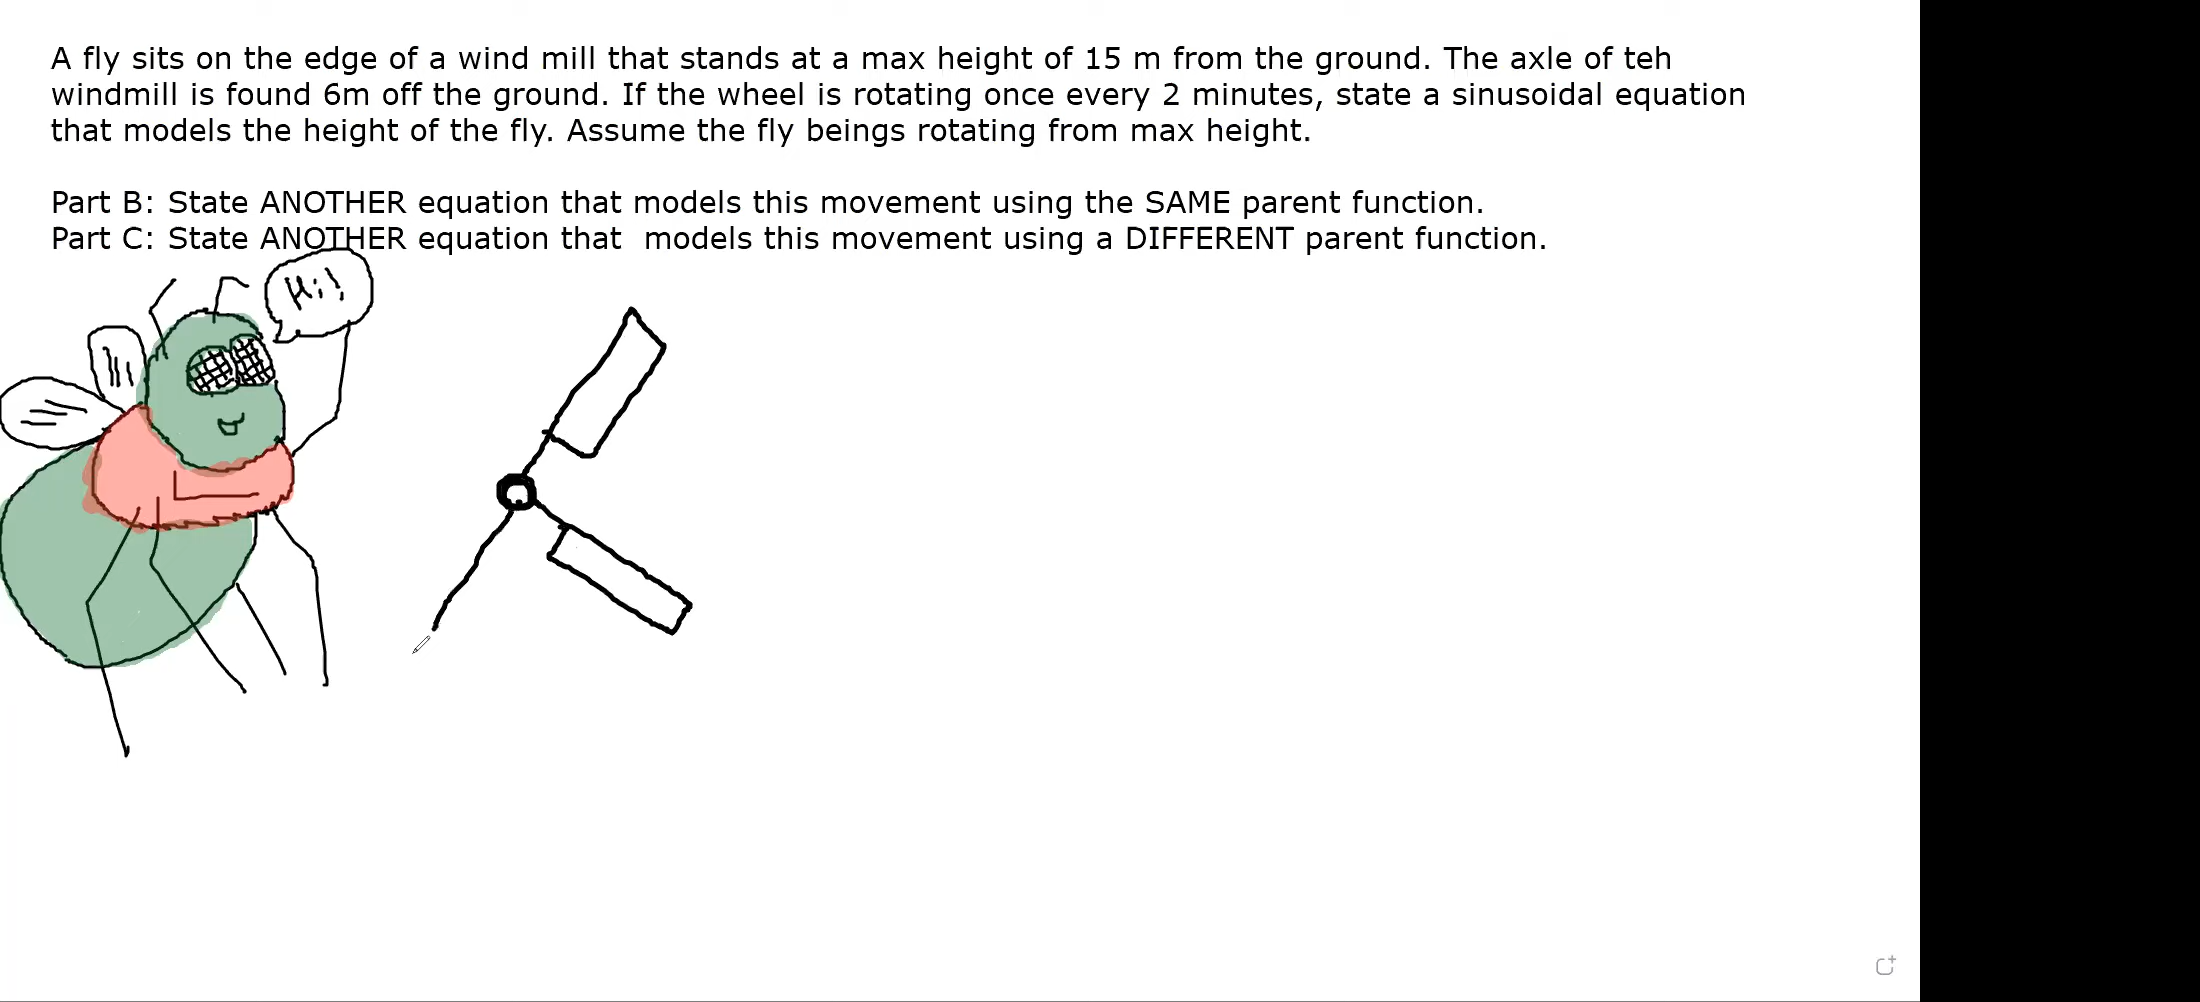 A fly sits on the edge of a wind mill that stands at a max height of 15 m from the ground. The axle of teh
windmill is found 6m off the ground. If the wheel is rotating once every 2 minutes, state a sinusoidal equation
that models the height of the fly. Assume the fly beings rotating from max height.
Part B: State ANOTHER equation that models this movement using the SAME parent function.
Part C: State ANOTHER equation that  models this movement using a DIFFERENT parent function.
Hi!